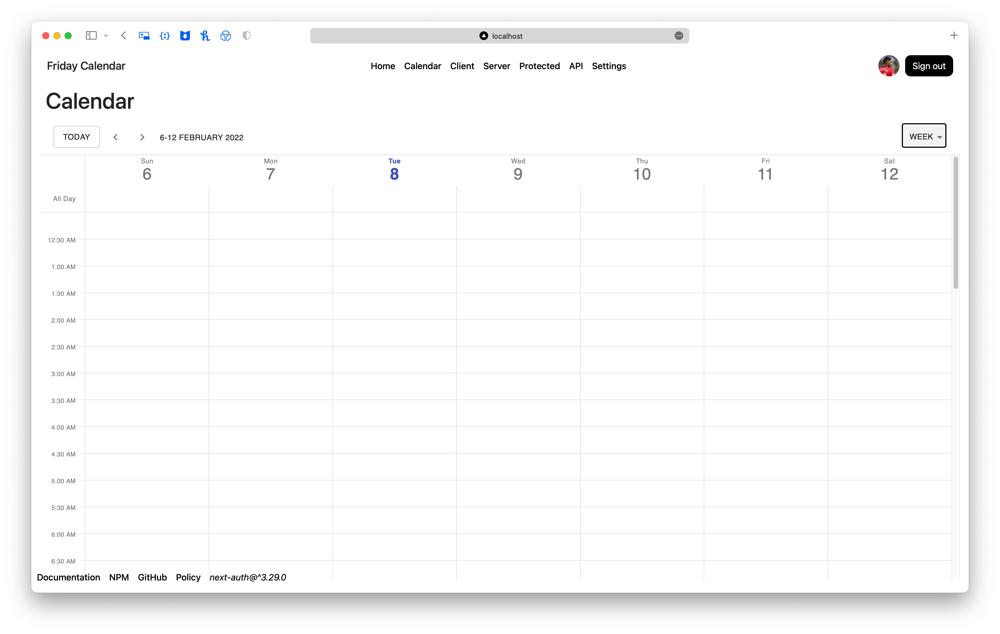 localhost
Friday Calendar
Home Calendar Client Server Protected API Settings
Sign out
Calendar
TODAY
6-12 FEBRUARY 2022
WEEK
Sun Mon Tue Wed Thu Fri Sat
6 7 8 9 10 11 12
All Day
12:30 AM
1:00 AM
1:30 AM
2:00 AM
2:30 AM
3:00 AM
3:30 AM
4:00 AM
4:30 AM
5:00 AM
5:30 AM
6:00 AM
6:30 AM
Documentation NPM GitHub Policy next-auth@^3.29.0